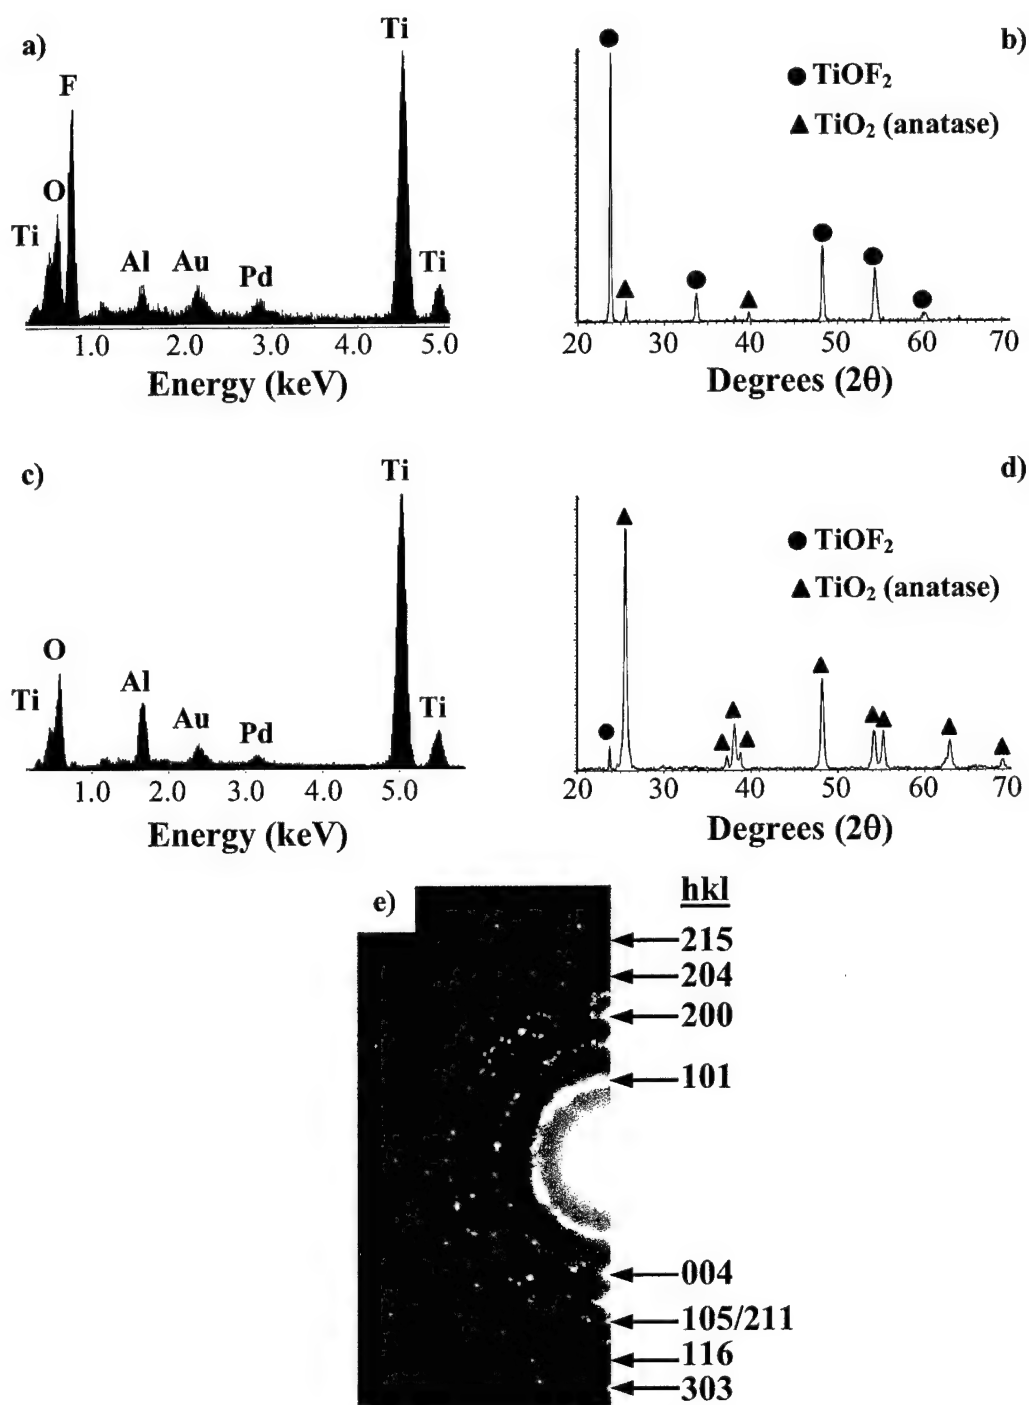 a)
Ti
F
O
Ti
Al
Au
Pd
Ti
1.0 2.0 3.0 4.0 5.0
Energy (keV)
b)
● TiOF₂
▲ TiO₂ (anatase)
20 30 40 50 60 70
Degrees (2θ)
c)
Ti
O
Ti
Al
Au
Pd
Ti
1.0 2.0 3.0 4.0 5.0
Energy (keV)
d)
● TiOF₂
▲ TiO₂ (anatase)
20 30 40 50 60 70
Degrees (2θ)
e)
hkl
215
204
200
101
004
105/211
116
303